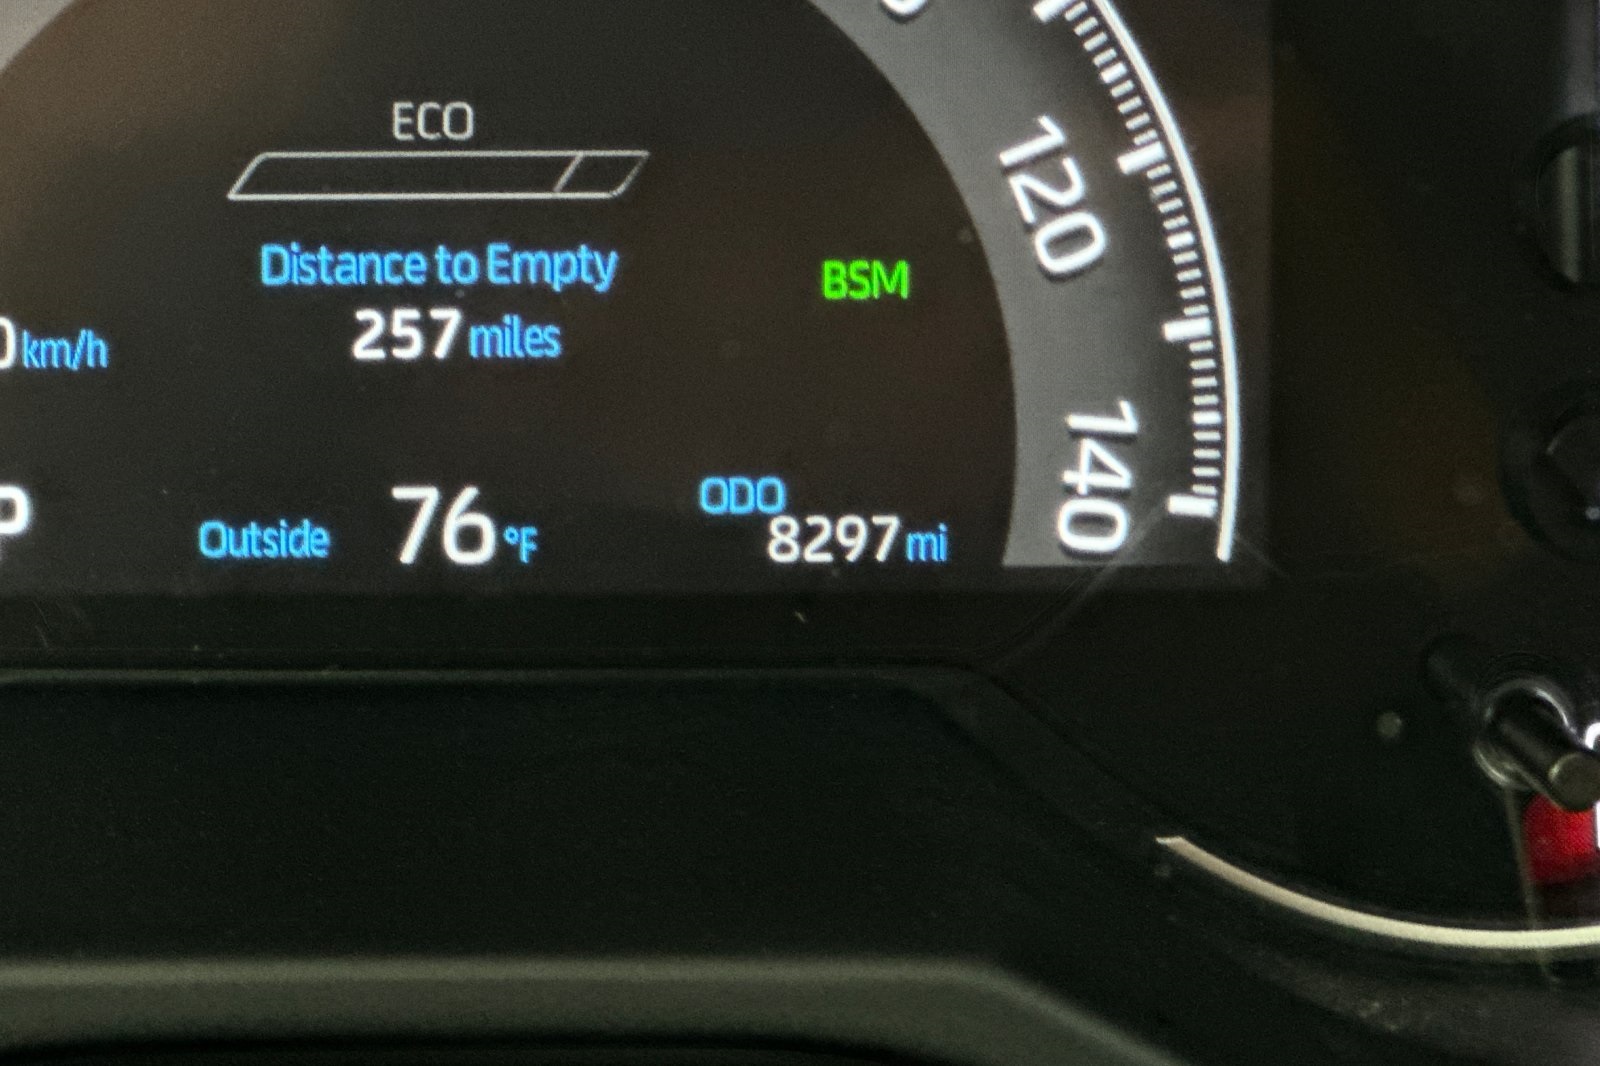 ECO
Distance to Empty
257 miles
BSM
km/h
120
140
P
Outside 76 °F
ODO
8297 mi